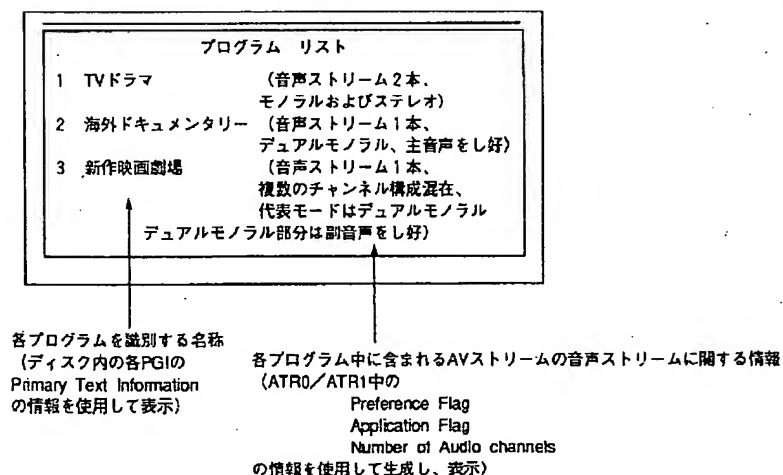 プログラム リスト
1 TVドラマ (音声ストリーム2本、
モノラルおよびステレオ)
2 海外ドキュメンタリー (音声ストリーム1本、
デュアルモノラル、主音声をし好)
3 新作映画劇場 (音声ストリーム1本、
複数のチャンネル構成混在、
代表モードはデュアルモノラル
デュアルモノラル部分は副音声をし好)
各プログラムを識別する名称
(ディスク内の各PGIの
Primary Text Information
の情報を使用して表示)
各プログラム中に含まれるAVストリームの音声ストリームに関する情報
(ATR0/ATR1中の
Preference Flag
Application Flag
Number of Audio channels
の情報を使用して生成し、表示)